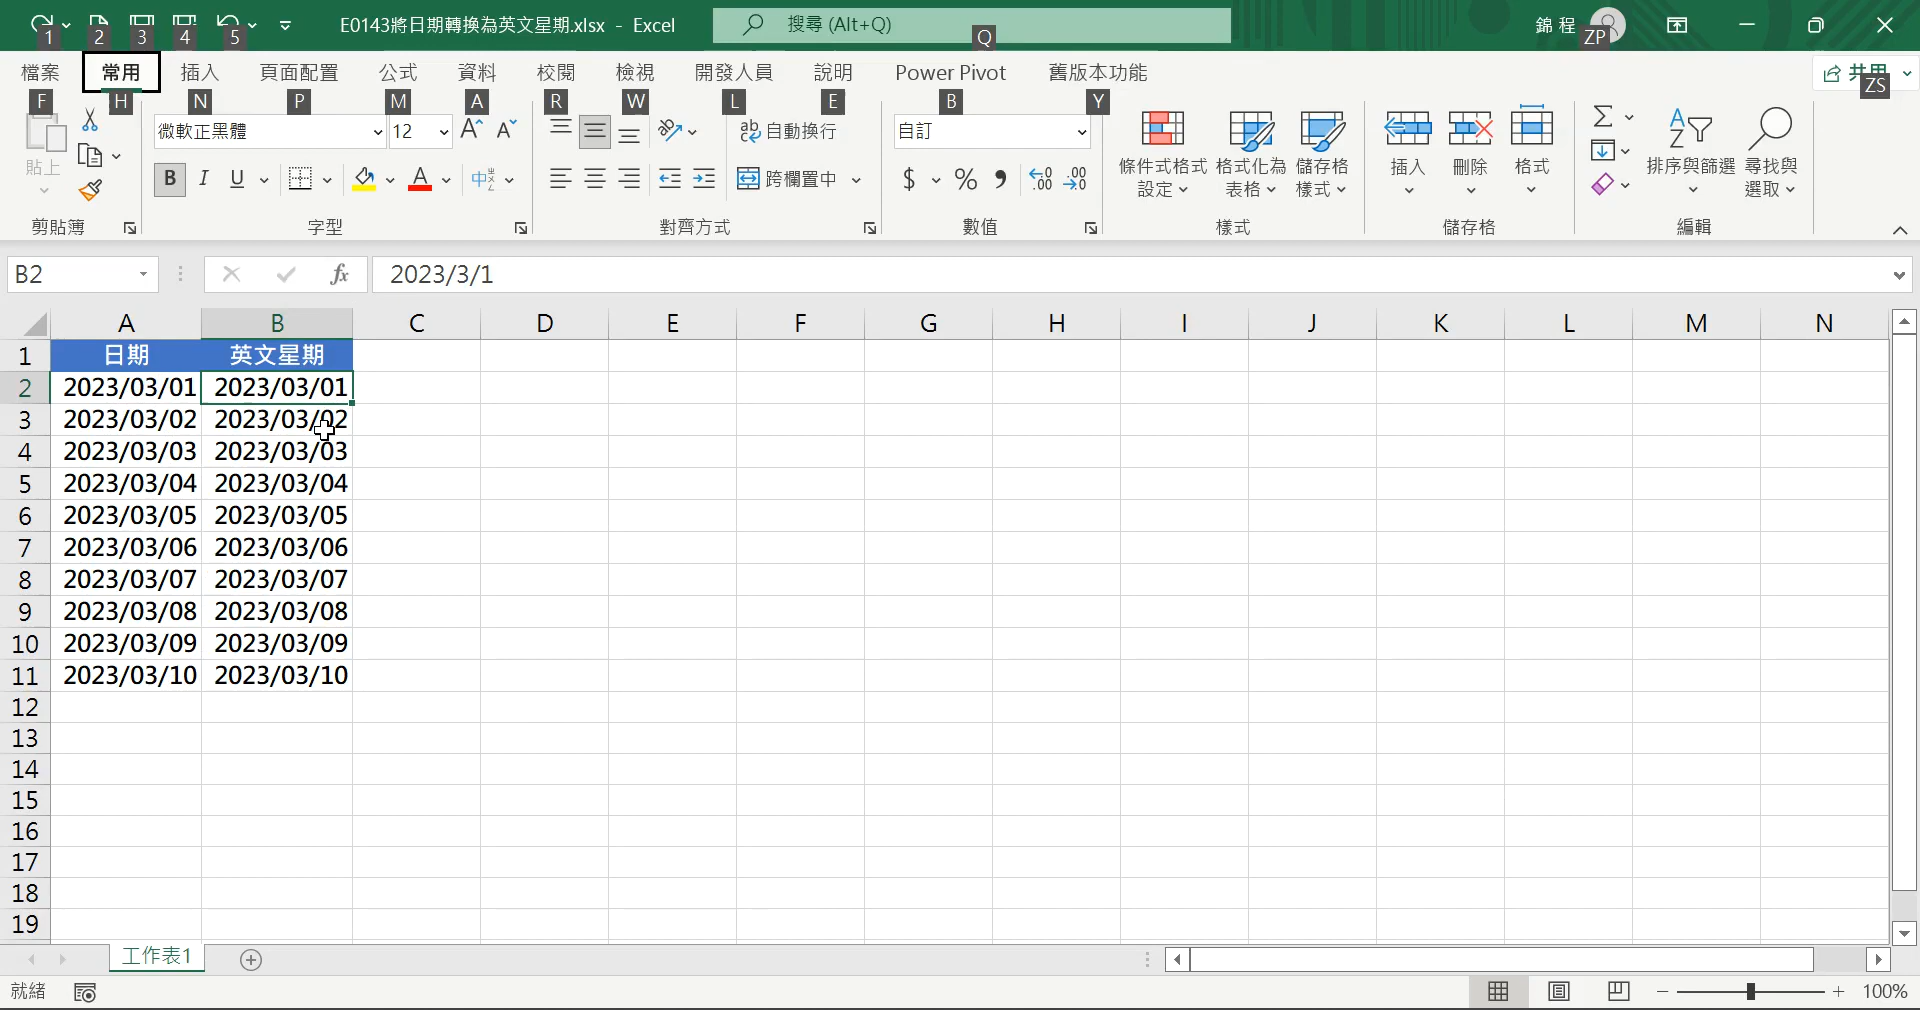 E0143將日期轉換為英文星期.xlsx - Excel
搜尋 (Alt+Q)
錦 程
1 2 3 4 5 Q ZP
檔案 常用 插入 頁面配置 公式 資料 校閱 檢視 開發人員 說明 Power Pivot 舊版本功能 共用
F H N P M A R W L E B Y ZS
微軟正黑體 12 自動換行 自訂
貼上 B I U A 跨欄置中 $ % 條件式格式設定 格式化為表格 儲存格樣式 插入 刪除 格式 排序與篩選 尋找與選取
剪貼簿 字型 對齊方式 數值 樣式 儲存格 編輯
B2 fx 2023/3/1
A B C D E F G H I J K L M N
1 日期 英文星期
2 2023/03/01 2023/03/01
3 2023/03/02 2023/03/02
4 2023/03/03 2023/03/03
5 2023/03/04 2023/03/04
6 2023/03/05 2023/03/05
7 2023/03/06 2023/03/06
8 2023/03/07 2023/03/07
9 2023/03/08 2023/03/08
10 2023/03/09 2023/03/09
11 2023/03/10 2023/03/10
12
13
14
15
16
17
18
19
工作表1
就緒 100%